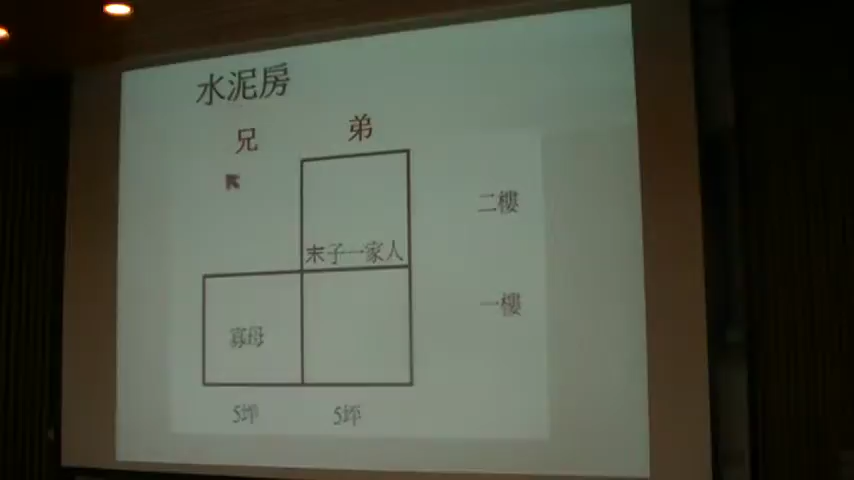 水泥房
兄 弟
二樓
末子一家人
一樓
寡母
5坪 5坪